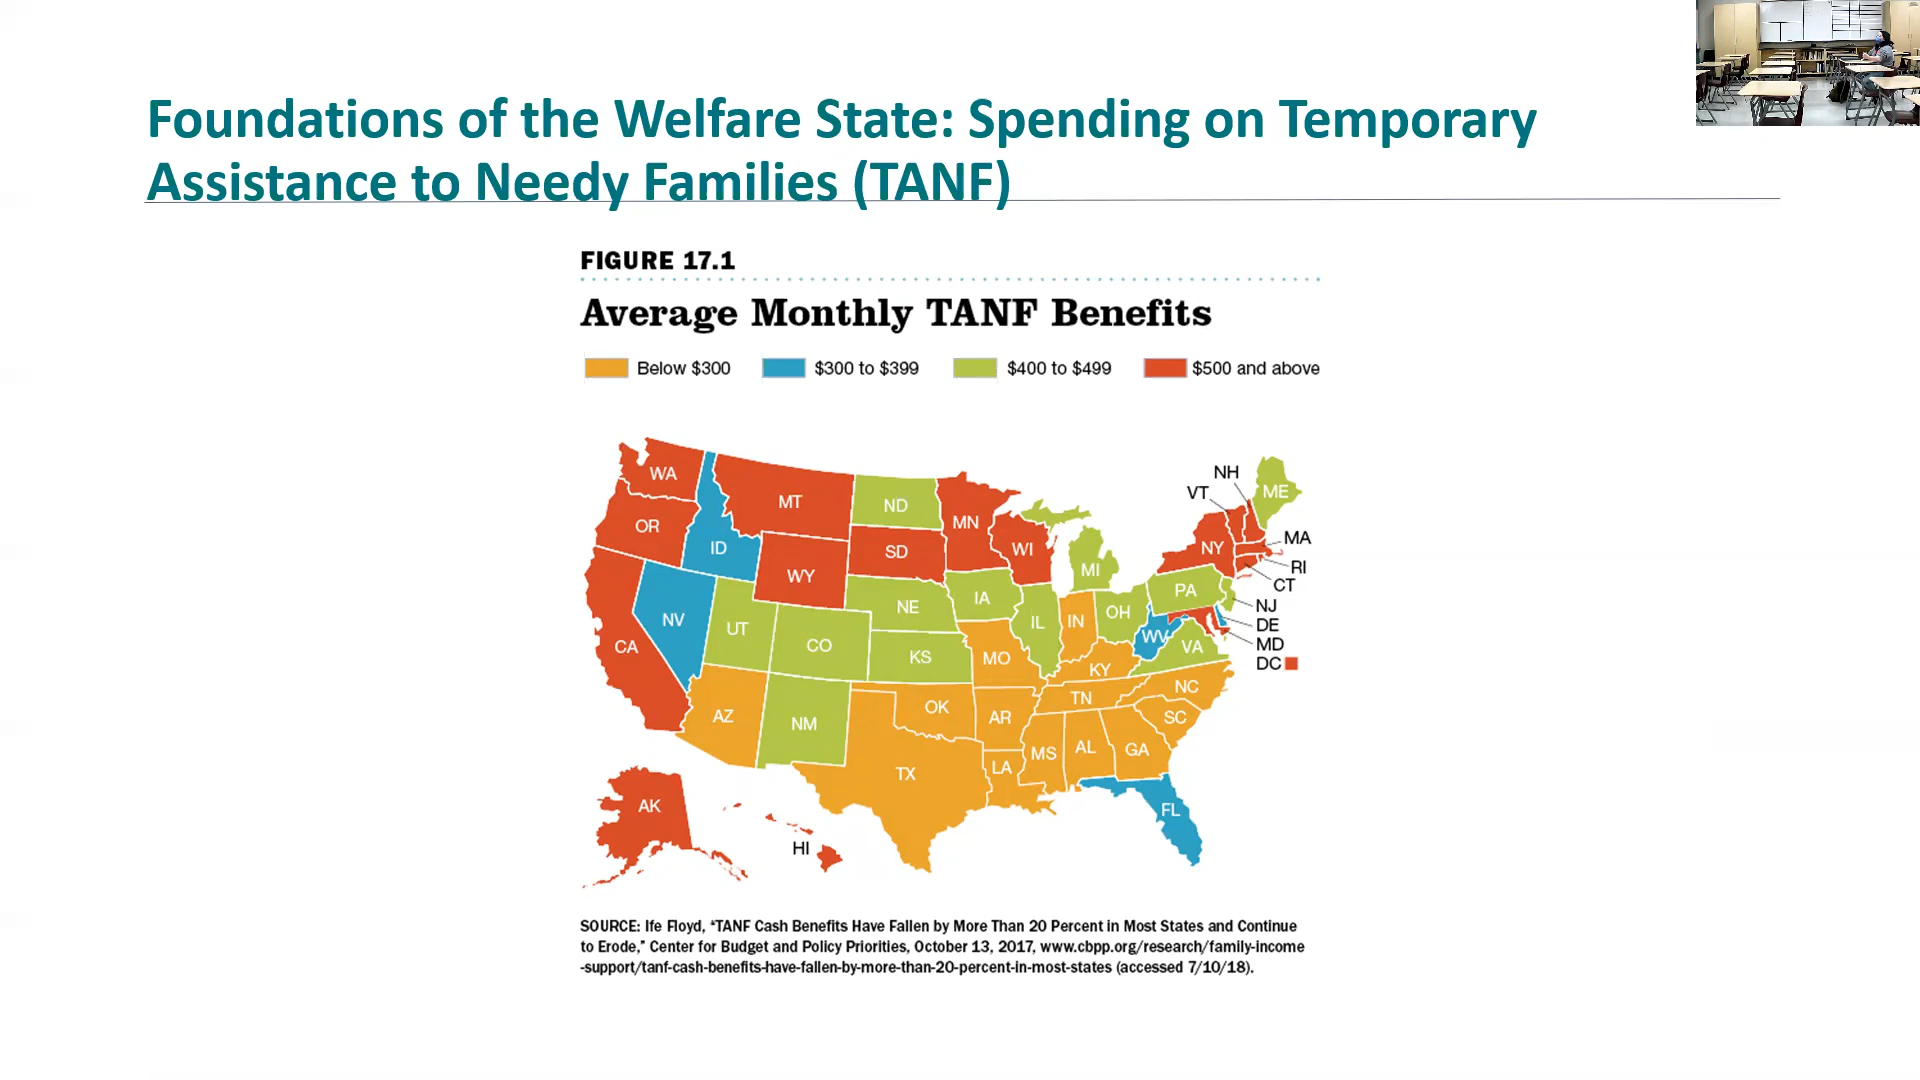 Foundations of the Welfare State: Spending on Temporary
Assistance to Needy Families (TANF)
FIGURE 17.1
Average Monthly TANF Benefits
Below $300 $300 to $399 $400 to $499 $500 and above
WA
OR
CA
ID
NV
MT
WY
UT
AZ
CO
NM
ND
SD
NE
KS
OK
TX
MN
IA
MO
AR
LA
WI
IL
MI
IN
OH
KY
TN
MS
AL
GA
FL
SC
NC
VA
WV
PA
NY
VT
NH
ME
MA
RI
CT
NJ
DE
MD
DC
AK
HI
SOURCE: Ife Floyd, “TANF Cash Benefits Have Fallen by More Than 20 Percent in Most States and Continue
to Erode,” Center for Budget and Policy Priorities, October 13, 2017, www.cbpp.org/research/family-income
-support/tanf-cash-benefits-have-fallen-by-more-than-20-percent-in-most-states (accessed 7/10/18).